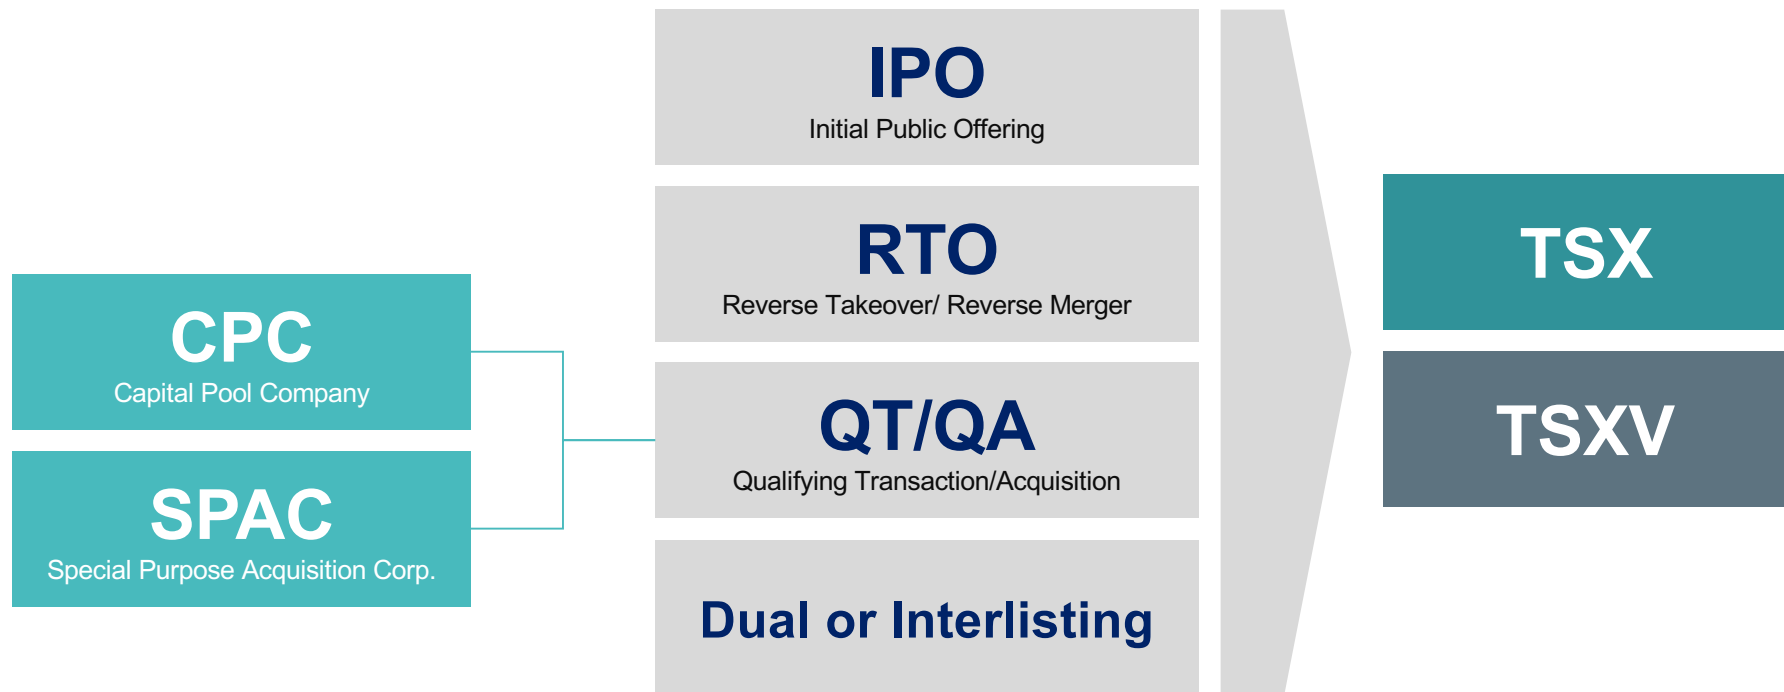 CPC
Capital Pool Company
SPAC
Special Purpose Acquisition Corp.
IPO
Initial Public Offering
RTO
Reverse Takeover/ Reverse Merger
QT/QA
Qualifying Transaction/Acquisition
Dual or Interlisting
TSX
TSXV